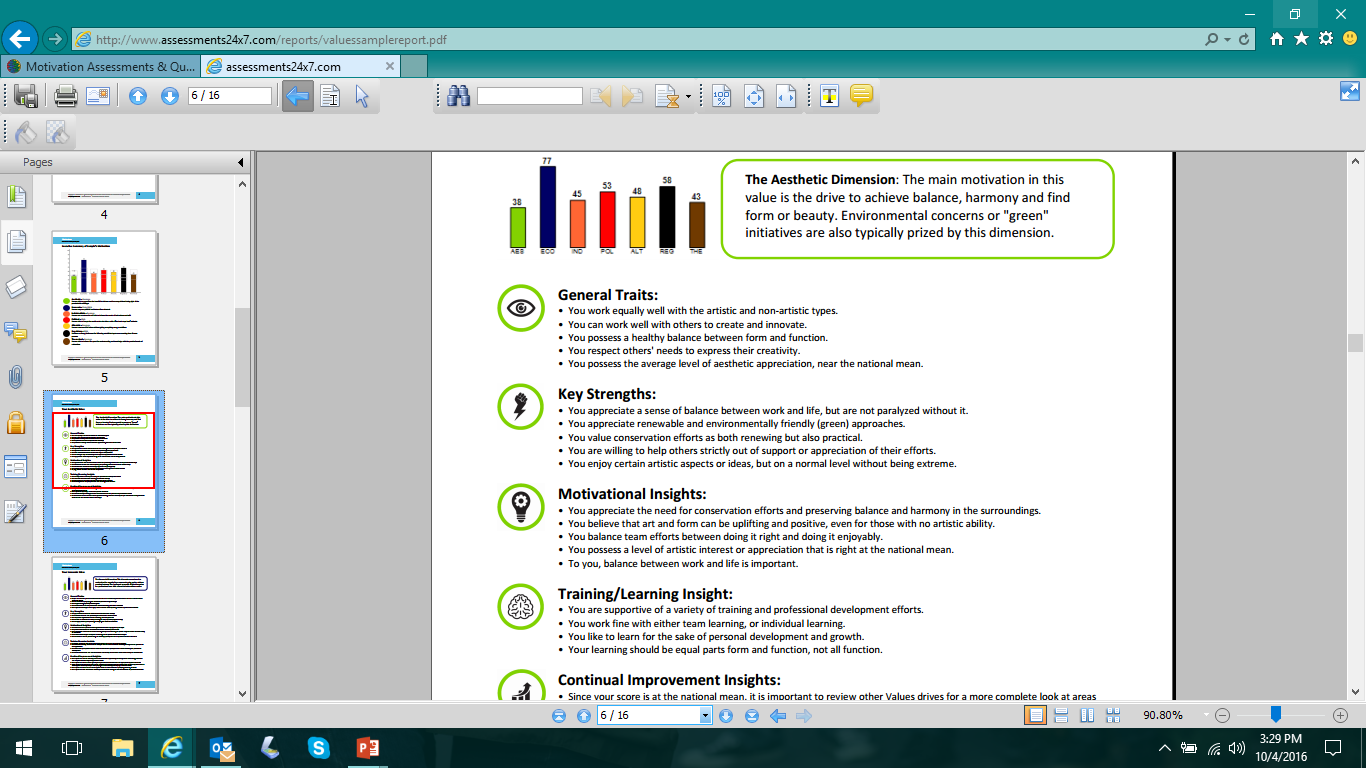 http://www.assessments24x7.com/reports/valuessamplereport.pdf
Motivation Assessments & Qu...
assessments24x7.com
6 / 16
100
%
Pages
4
5
6
77
38
45
53
48
58
43
AES
ECO
IND
POL
ALT
REG
THE
The Aesthetic Dimension: The main motivation in this
value is the drive to achieve balance, harmony and find
form or beauty. Environmental concerns or "green"
initiatives are also typically prized by this dimension.
General Traits:
• You work equally well with the artistic and non-artistic types.
• You can work well with others to create and innovate.
• You possess a healthy balance between form and function.
• You respect others' needs to express their creativity.
• You possess the average level of aesthetic appreciation, near the national mean.
Key Strengths:
• You appreciate a sense of balance between work and life, but are not paralyzed without it.
• You appreciate renewable and environmentally friendly (green) approaches.
• You value conservation efforts as both renewing but also practical.
• You are willing to help others strictly out of support or appreciation of their efforts.
• You enjoy certain artistic aspects or ideas, but on a normal level without being extreme.
Motivational Insights:
• You appreciate the need for conservation efforts and preserving balance and harmony in the surroundings.
• You believe that art and form can be uplifting and positive, even for those with no artistic ability.
• You balance team efforts between doing it right and doing it enjoyably.
• You possess a level of artistic interest or appreciation that is right at the national mean.
• To you, balance between work and life is important.
Training/Learning Insight:
• You are supportive of a variety of training and professional development efforts.
• You work fine with either team learning, or individual learning.
• You like to learn for the sake of personal development and growth.
• Your learning should be equal parts form and function, not all function.
Continual Improvement Insights:
• Since your score is at the national mean, it is important to review other Values drives for a more complete look at areas
6 / 16
90.80%
3:29 PM
10/4/2016